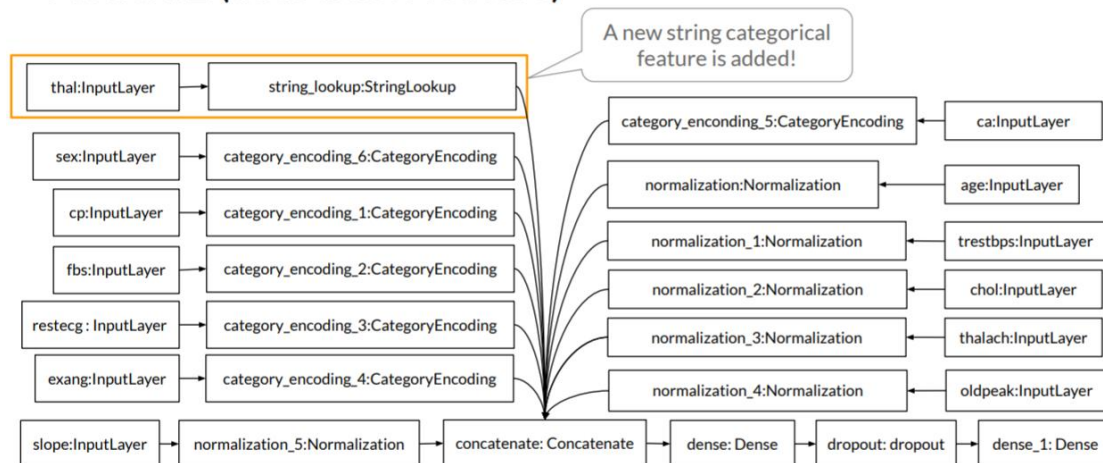 A new string categorical
feature is added!
thal:InputLayer
string_lookup:StringLookup
category_enconding_5:CategoryEncoding
ca:InputLayer
sex:InputLayer
category_encoding_6:CategoryEncoding
normalization:Normalization
age:InputLayer
cp:InputLayer
category_encoding_1:CategoryEncoding
normalization_1:Normalization
trestbps:InputLayer
fbs:InputLayer
category_encoding_2:CategoryEncoding
normalization_2:Normalization
chol:InputLayer
restecg : InputLayer
category_encoding_3:CategoryEncoding
normalization_3:Normalization
thalach:InputLayer
exang:InputLayer
category_encoding_4:CategoryEncoding
normalization_4:Normalization
oldpeak:InputLayer
slope:InputLayer
normalization_5:Normalization
concatenate: Concatenate
dense: Dense
dropout: dropout
dense_1: Dense